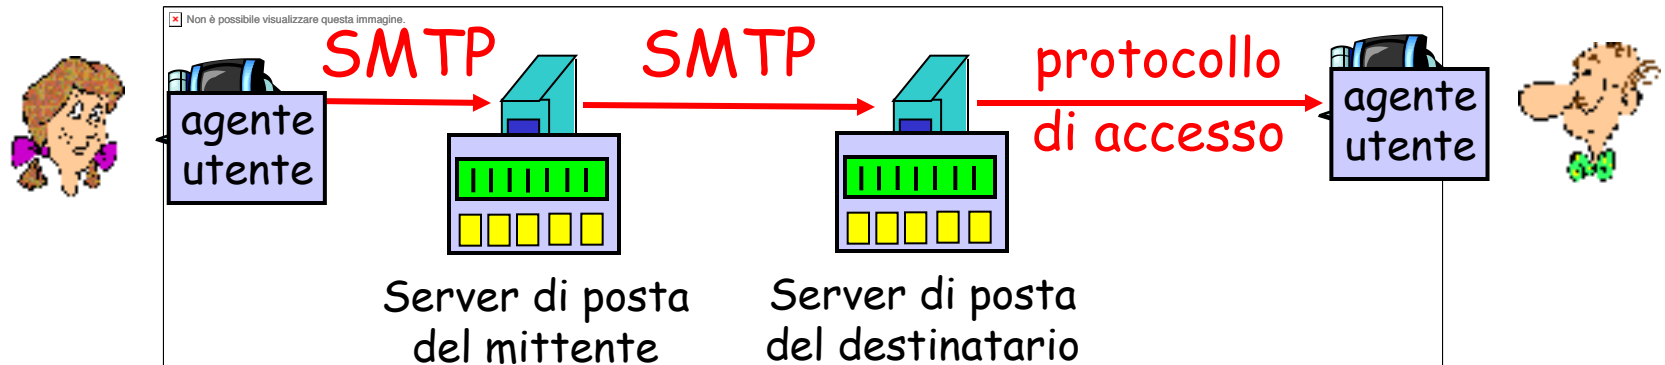 Non è possibile visualizzare questa immagine.
SMTP
SMTP
protocollo
di accesso
agente
utente
agente
utente
Server di posta
del mittente
Server di posta
del destinatario